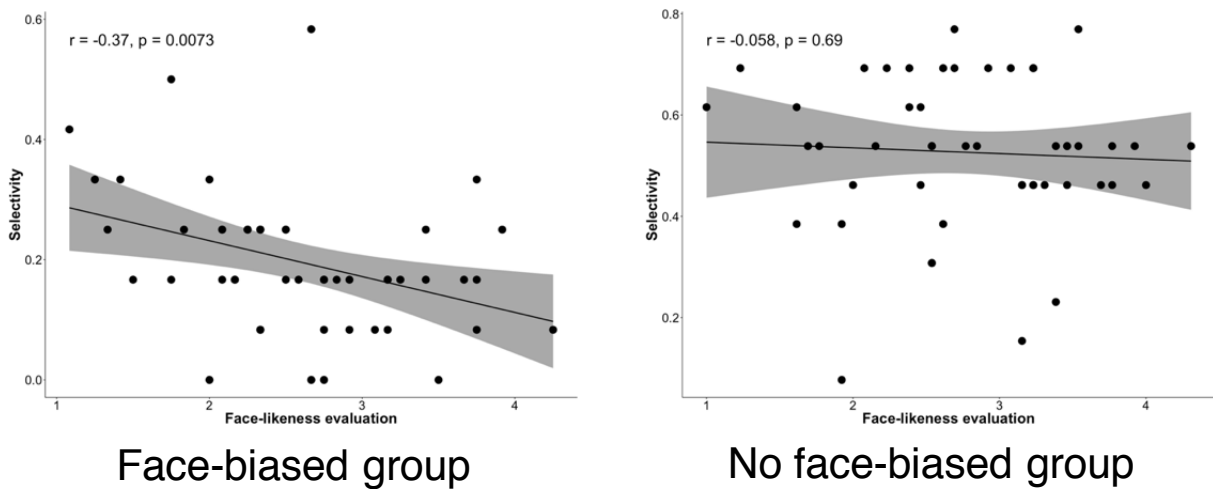 r = -0.37, p = 0.0073
0.6
0.4
0.2
0.0
Selectivity
1 2 3 4
Face-likeness evaluation
Face-biased group
r = -0.058, p = 0.69
0.8
0.6
0.4
0.2
Selectivity
1 2 3 4
Face-likeness evaluation
No face-biased group